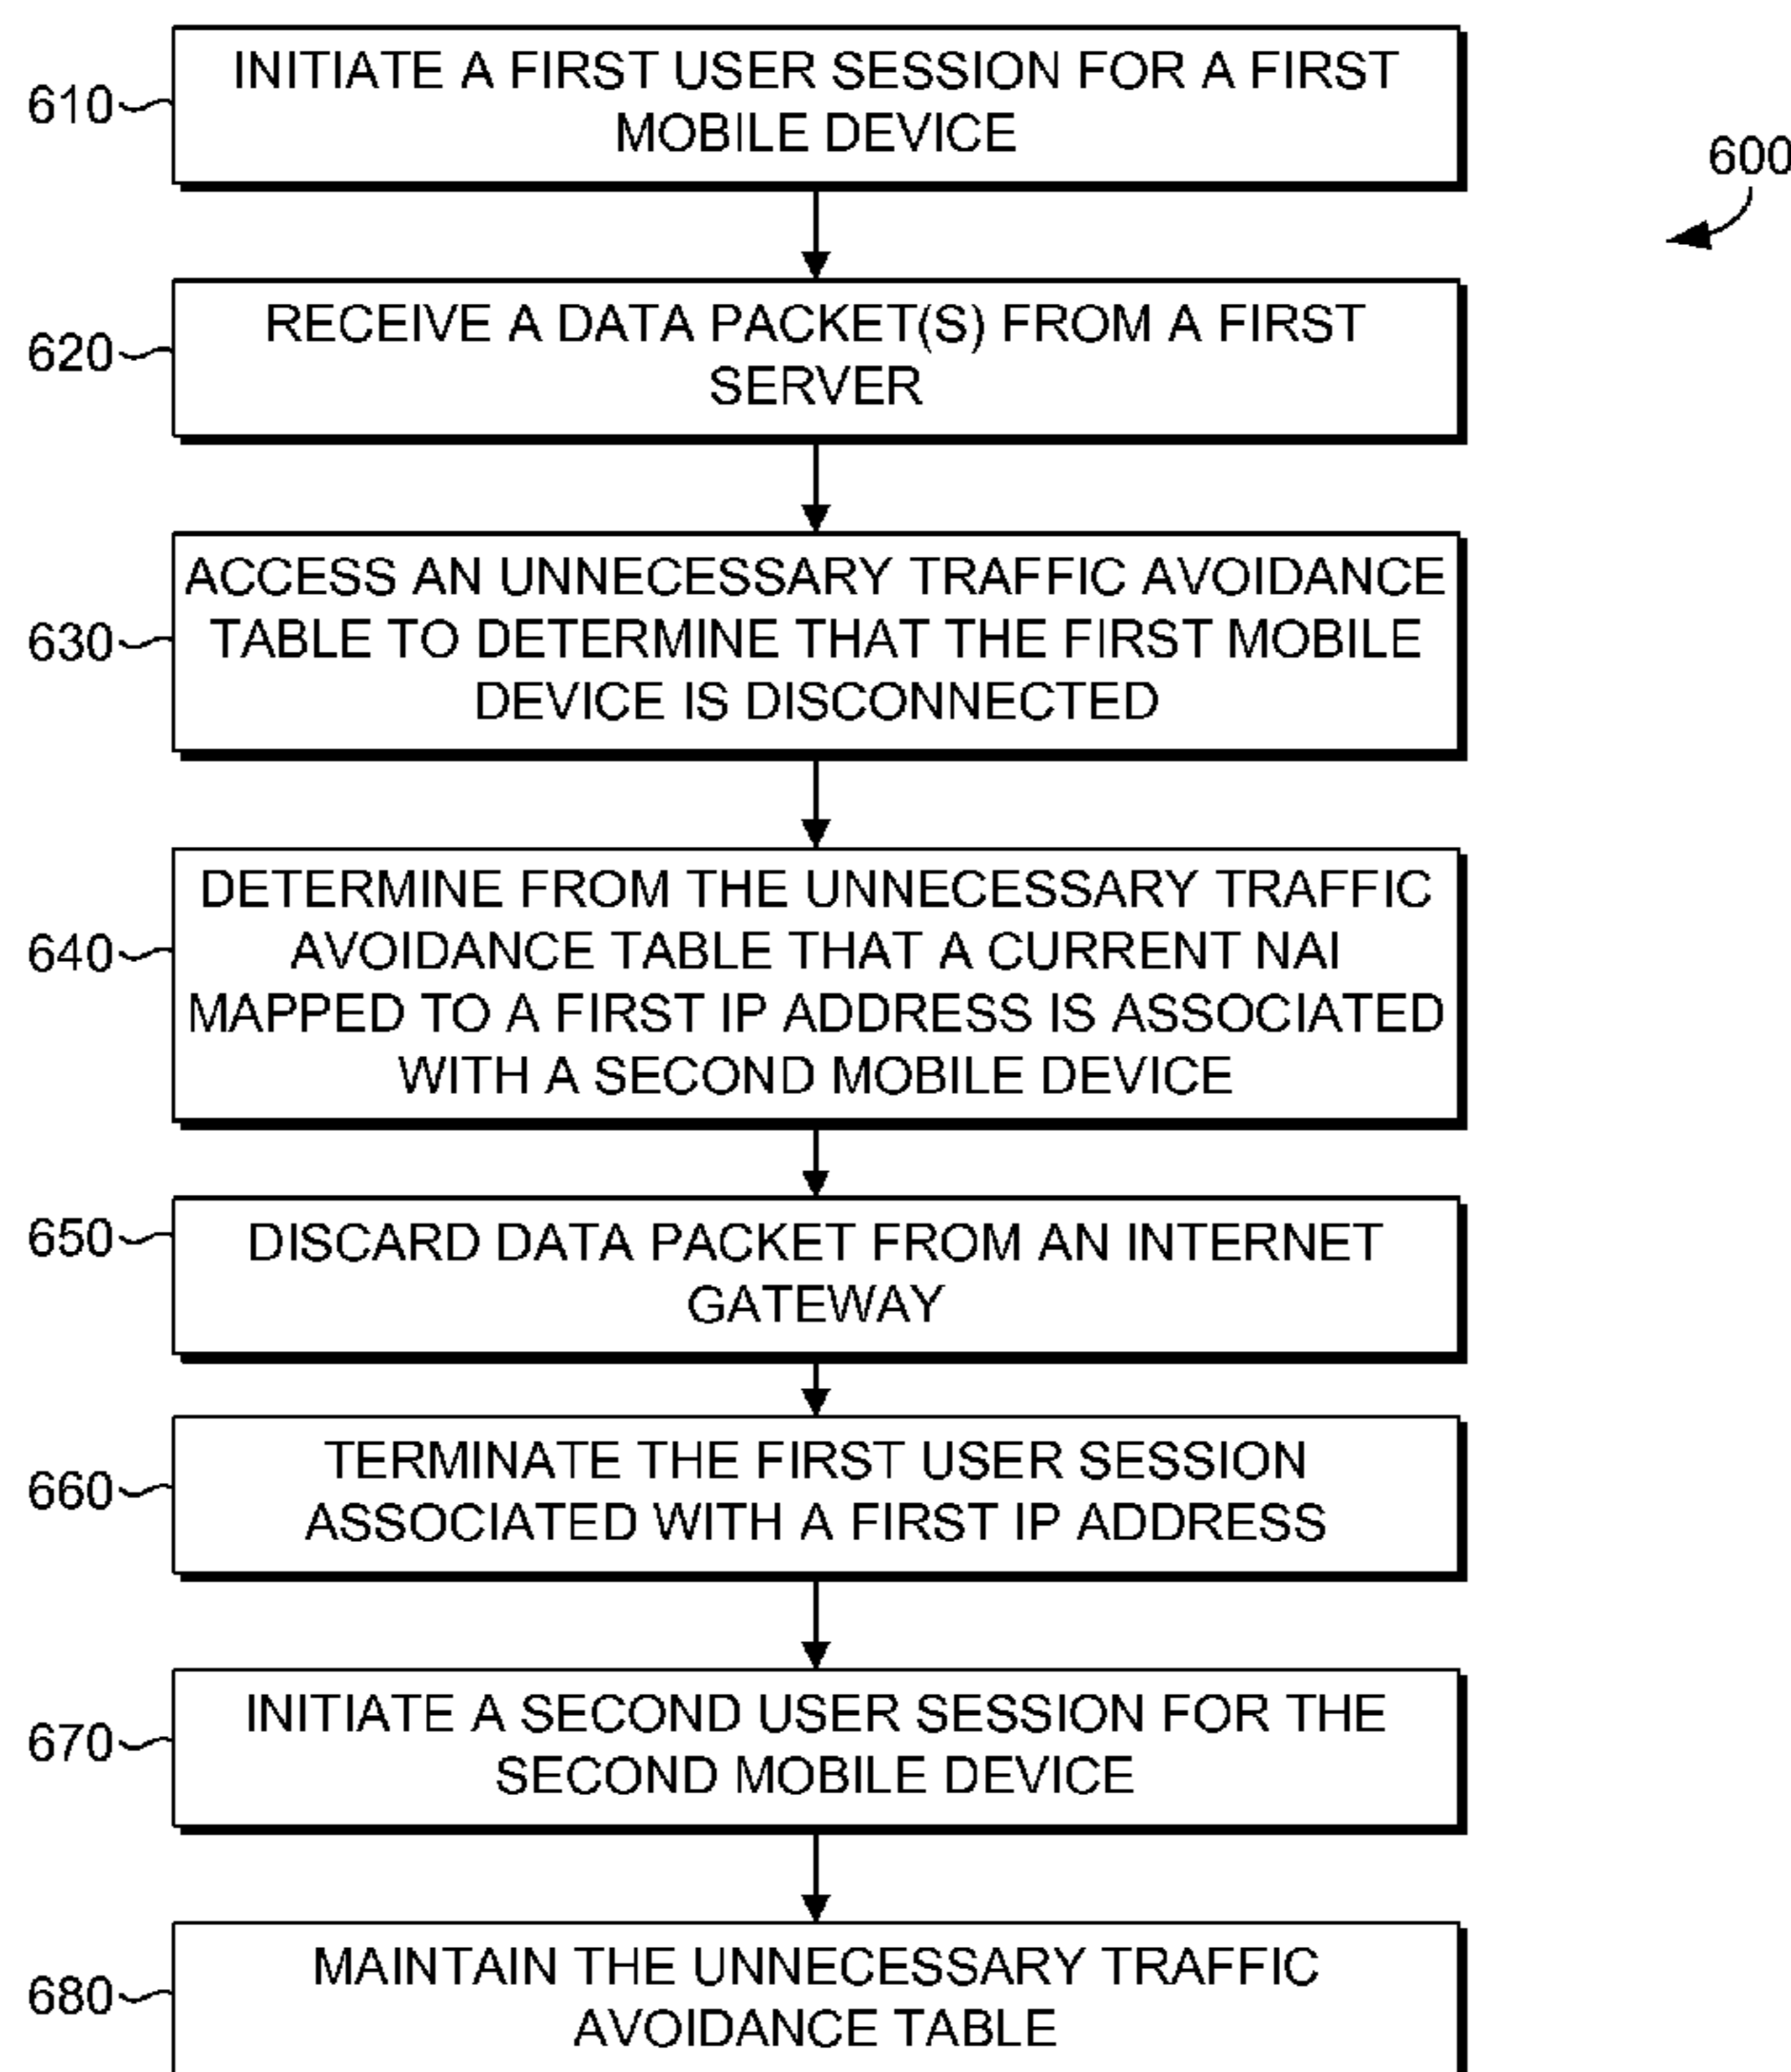 610
INITIATE A FIRST USER SESSION FOR A FIRST
MOBILE DEVICE
600
620
RECEIVE A DATA PACKET(S) FROM A FIRST
SERVER
630
ACCESS AN UNNECESSARY TRAFFIC AVOIDANCE
TABLE TO DETERMINE THAT THE FIRST MOBILE
DEVICE IS DISCONNECTED
640
DETERMINE FROM THE UNNECESSARY TRAFFIC
AVOIDANCE TABLE THAT A CURRENT NAI
MAPPED TO A FIRST IP ADDRESS IS ASSOCIATED
WITH A SECOND MOBILE DEVICE
650
DISCARD DATA PACKET FROM AN INTERNET
GATEWAY
660
TERMINATE THE FIRST USER SESSION
ASSOCIATED WITH A FIRST IP ADDRESS
670
INITIATE A SECOND USER SESSION FOR THE
SECOND MOBILE DEVICE
680
MAINTAIN THE UNNECESSARY TRAFFIC
AVOIDANCE TABLE